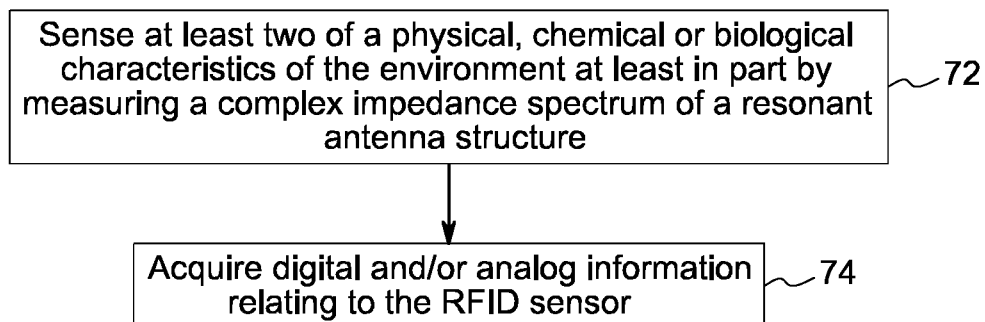 Sense at least two of a physical, chemical or biological
characteristics of the environment at least in part by
measuring a complex impedance spectrum of a resonant
antenna structure
72
Acquire digital and/or analog information
relating to the RFID sensor
74